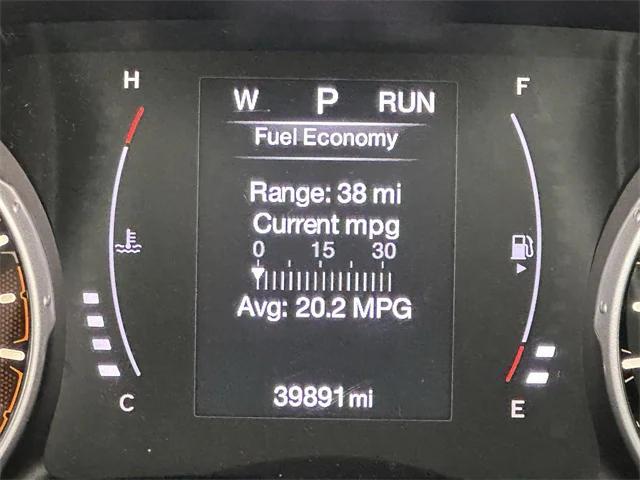 H
F
W P RUN
Fuel Economy
Range: 38 mi
Current mpg
0 15 30
Avg: 20.2 MPG
39891 mi
C
E